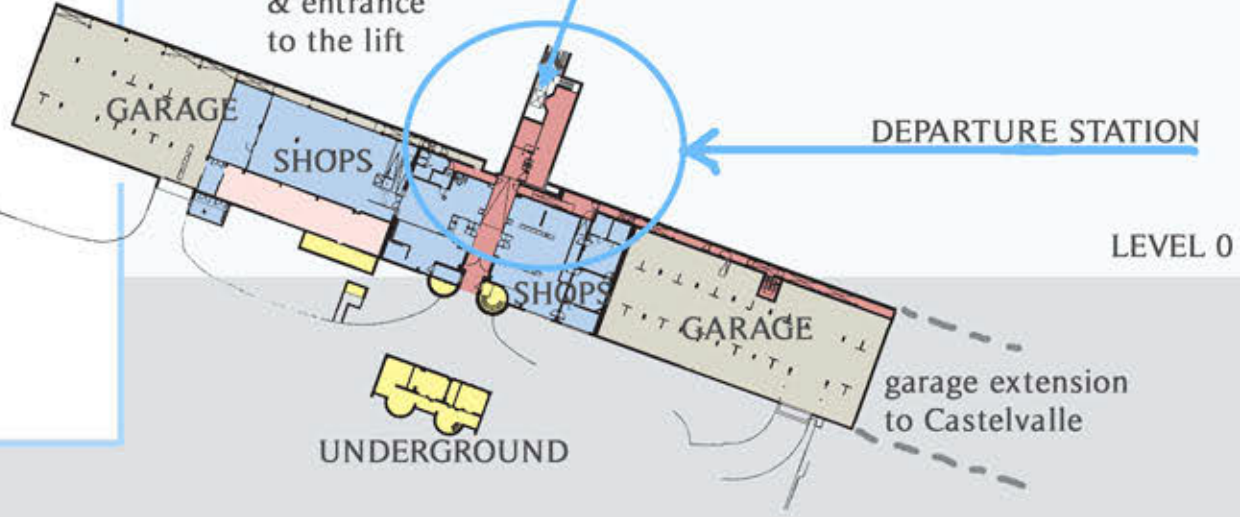 & entrance
to the lift
GARAGE
SHOPS
DEPARTURE STATION
LEVEL 0
SHOPS
GARAGE
garage extension
to Castelvalle
UNDERGROUND